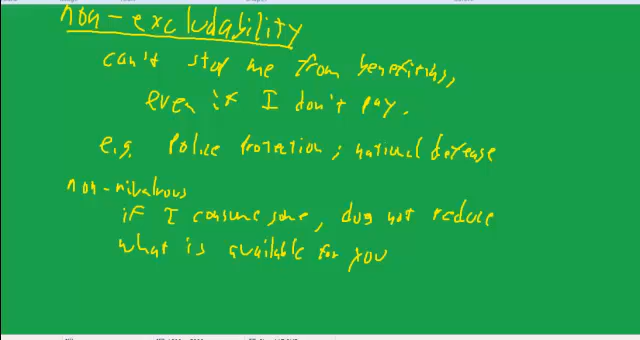 non-excludability
can't stop me from benefiting,
even if I don't pay.
e.g. Police Protection; national defense
non-rivalrous
if I consume some, does not reduce
what is available for you